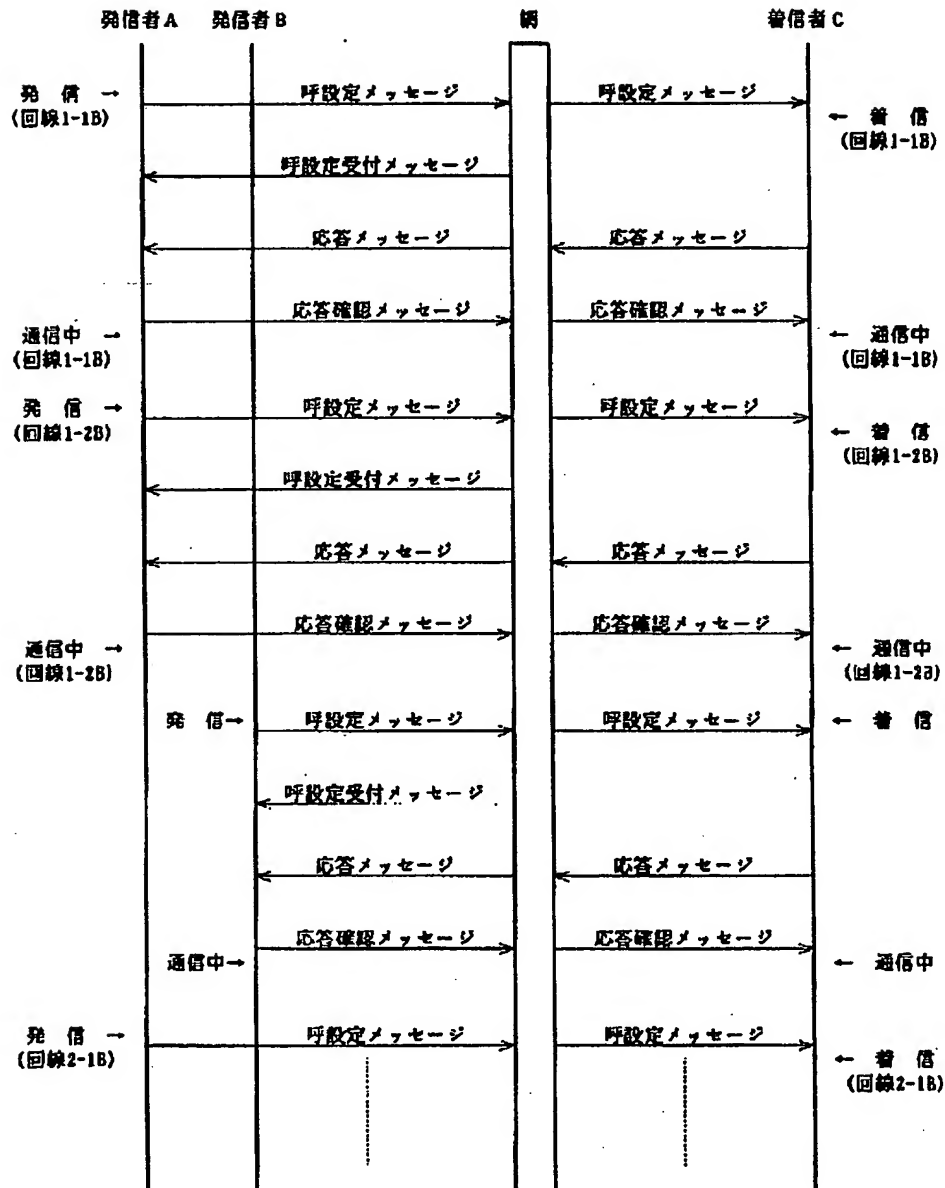 発信者A 発信者B 網 着信者C
発 信 → 呼設定メッセージ 呼設定メッセージ
(回線1-1B) ← 着 信
(回線1-1B)
呼設定受付メッセージ
応答メッセージ 応答メッセージ
応答確認メッセージ 応答確認メッセージ
通信中 → ← 通信中
(回線1-1B) (回線1-1B)
発 信 → 呼設定メッセージ 呼設定メッセージ
(回線1-2B) ← 着 信
(回線1-2B)
呼設定受付メッセージ
応答メッセージ 応答メッセージ
応答確認メッセージ 応答確認メッセージ
通信中 → ← 通信中
(回線1-2B) (回線1-2B)
発 信→ 呼設定メッセージ 呼設定メッセージ ← 着 信
呼設定受付メッセージ
応答メッセージ 応答メッセージ
応答確認メッセージ 応答確認メッセージ
通信中→ ← 通信中
発 信 → 呼設定メッセージ 呼設定メッセージ
(回線2-1B) ← 着 信
(回線2-1B)